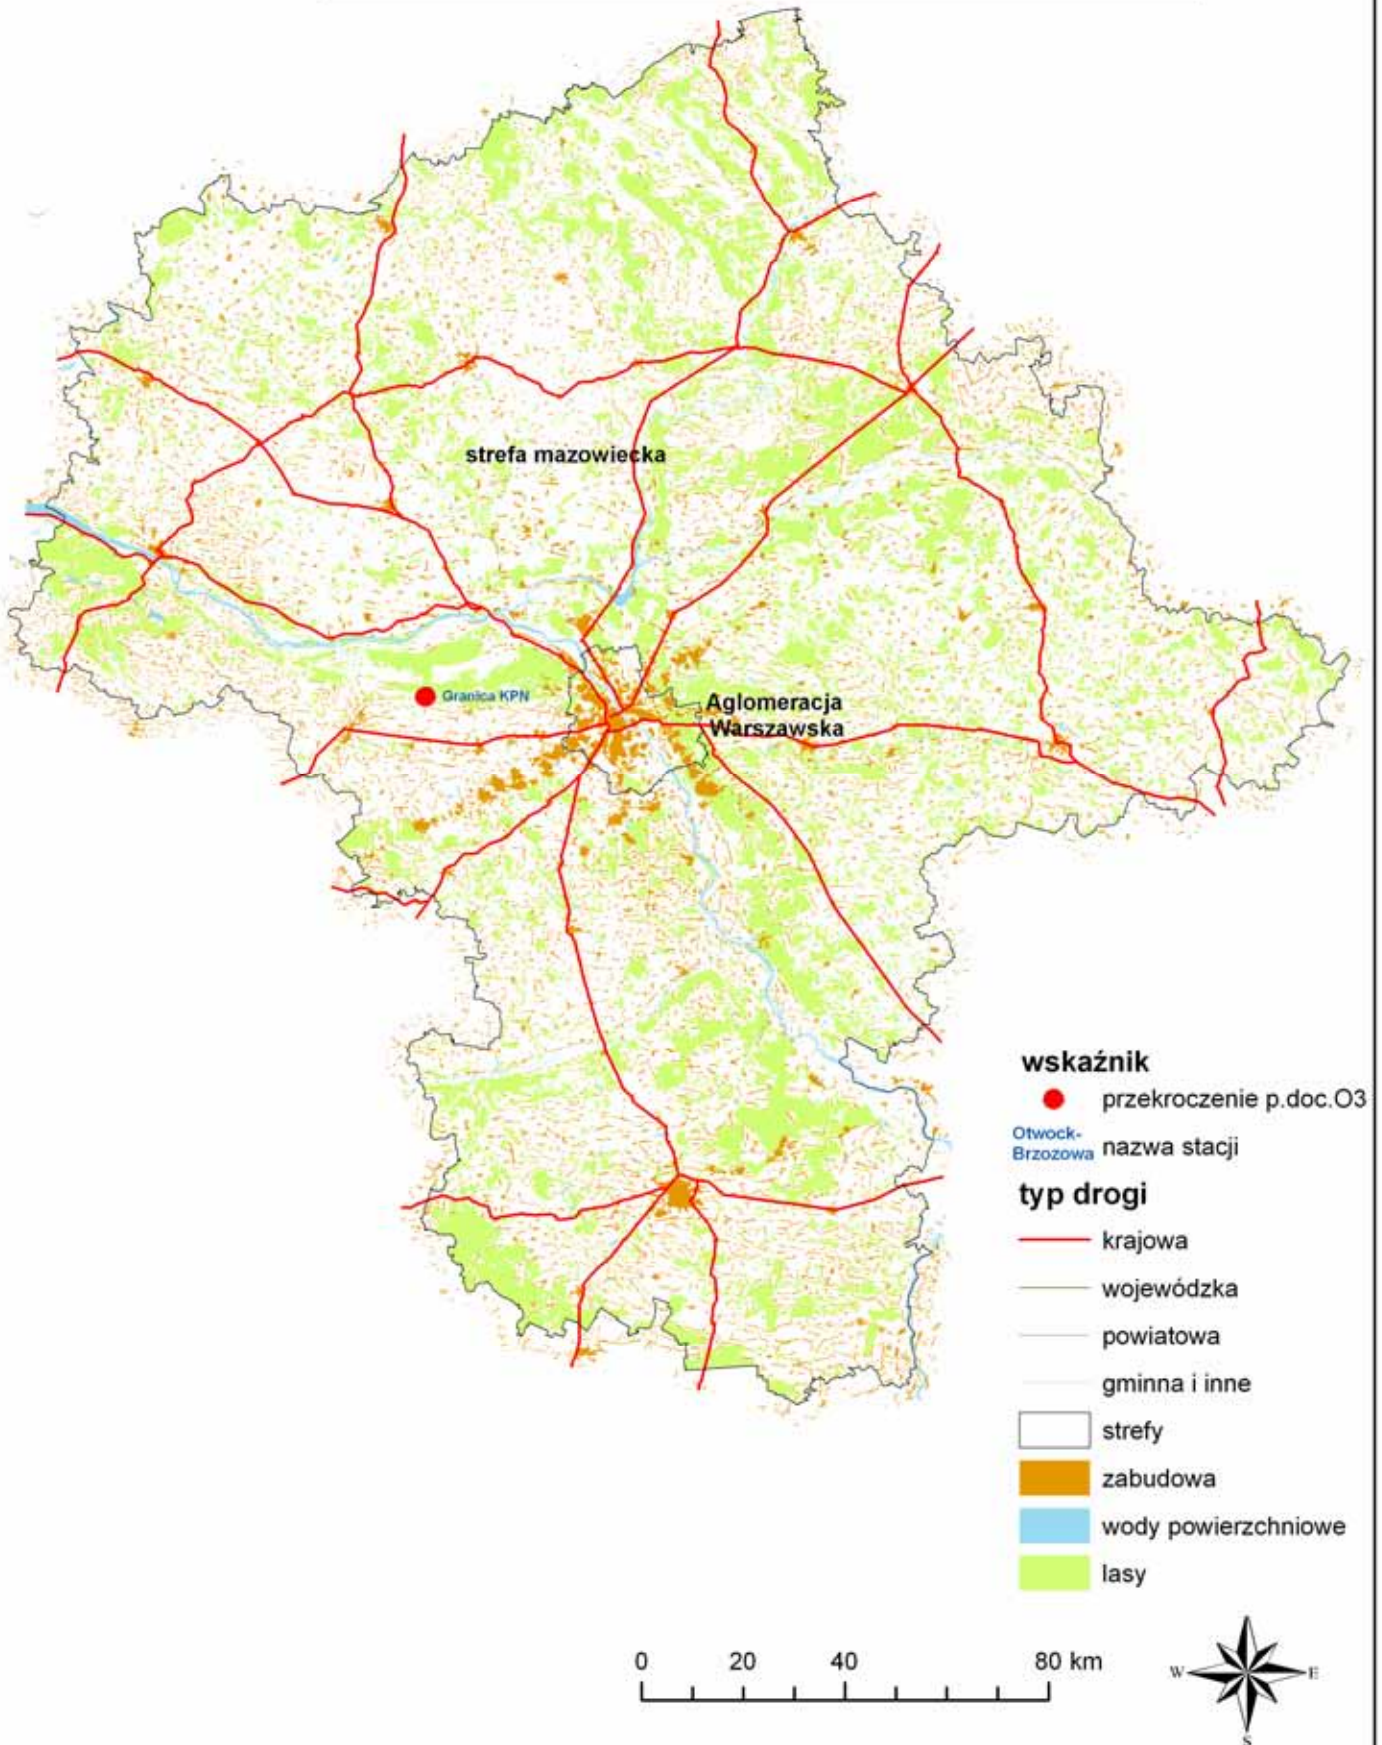 strefa mazowiecka
Granica KPN
Aglomeracja
Warszawska
wskaźnik
przekroczenie p.doc.O3
Otwock-
Brzozowa
nazwa stacji
typ drogi
krajowa
wojewódzka
powiatowa
gminna i inne
strefy
zabudowa
wody powierzchniowe
lasy
0 20 40 80 km
W E
S